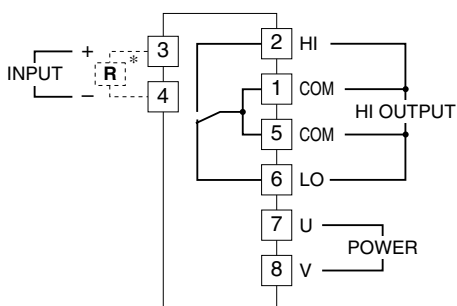 INPUT
+
R
*
–
3
4
2 HI
1 COM
5 COM
6 LO
HI OUTPUT
7 U
8 V
POWER